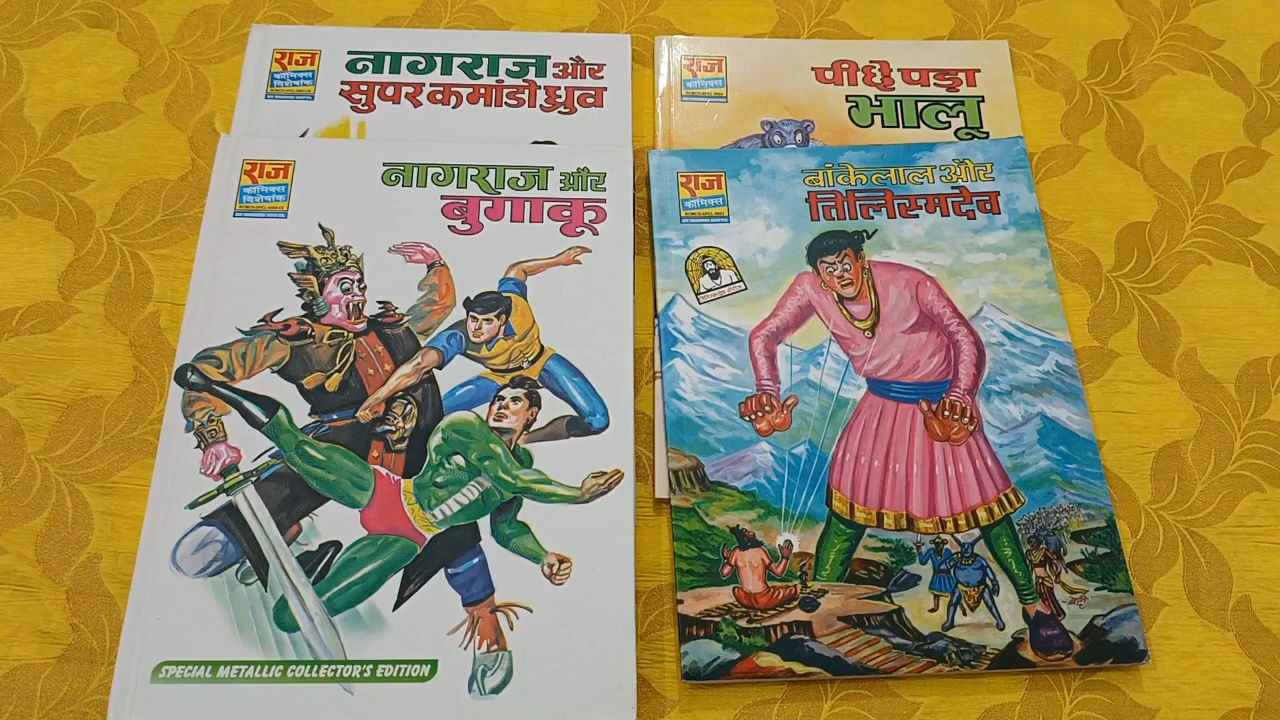 राज
कॉमिक्स
विशेषांक
नागराज और
सुपर कमांडो ध्रुव
राज
कॉमिक्स
पीछे पड़ा
भालू
राज
कॉमिक्स
विशेषांक
नागराज और
बुगाकू
SPECIAL METALLIC COLLECTOR'S EDITION
राज
कॉमिक्स
बांकेलाल और
तिलिस्मदेव